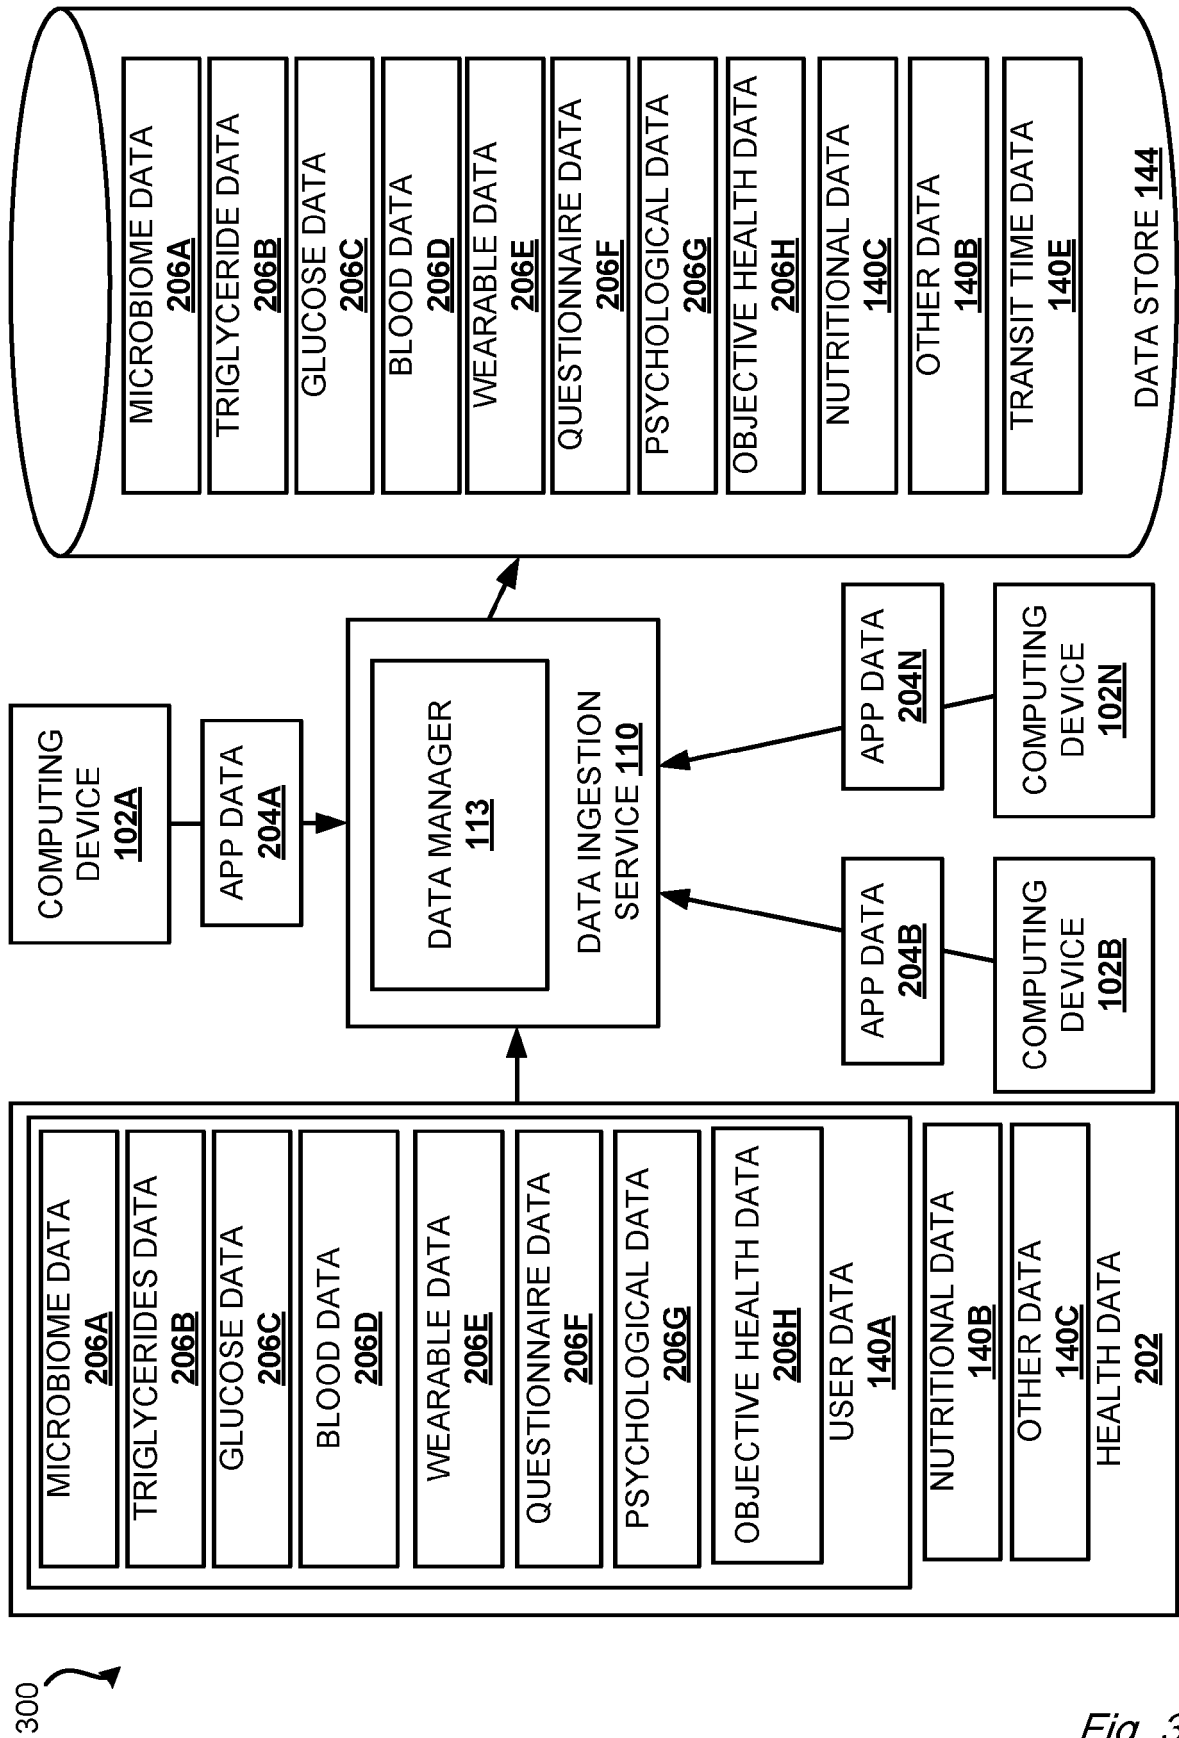 300
MICROBIOME DATA
206A
TRIGLYCERIDES DATA
206B
GLUCOSE DATA
206C
BLOOD DATA
206D
WEARABLE DATA
206E
QUESTIONNAIRE DATA
206F
PSYCHOLOGICAL DATA
206G
OBJECTIVE HEALTH DATA
206H
USER DATA
140A
NUTRITIONAL DATA
140B
OTHER DATA
140C
HEALTH DATA
202
COMPUTING
DEVICE
102A
APP DATA
204A
DATA MANAGER
113
DATA INGESTION
SERVICE 110
APP DATA
204B
COMPUTING
DEVICE
102B
APP DATA
204N
COMPUTING
DEVICE
102N
MICROBIOME DATA
206A
TRIGLYCERIDE DATA
206B
GLUCOSE DATA
206C
BLOOD DATA
206D
WEARABLE DATA
206E
QUESTIONNAIRE DATA
206F
PSYCHOLOGICAL DATA
206G
OBJECTIVE HEALTH DATA
206H
NUTRITIONAL DATA
140C
OTHER DATA
140B
TRANSIT TIME DATA
140E
DATA STORE 144
Fig. 3